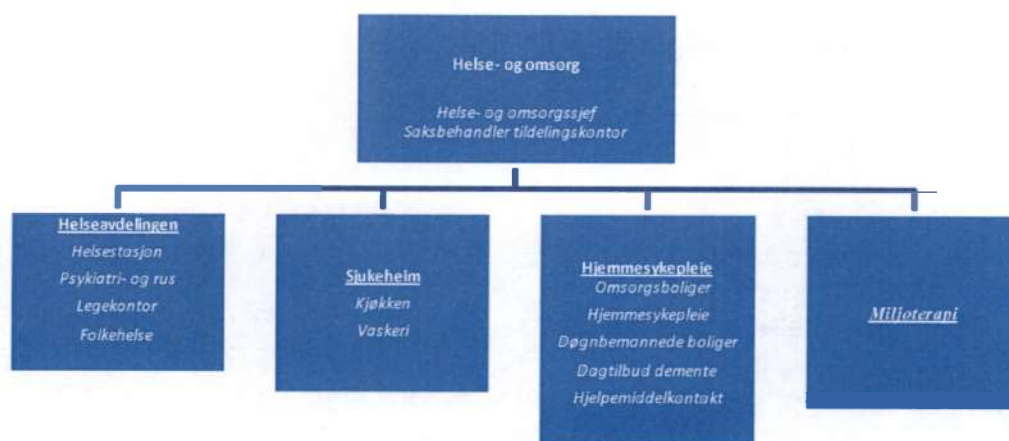 Helse- og omsorg
Helse- og omsorgssjef
Saksbehandler tildelingskontor
Helseavdelingen
Helsestasjon
Psykiatri- og rus
Legekontor
Folkehelse
Sjukeheim
Kjøkken
Vaskeri
Hjemmesykepleie
Omsorgsboliger
Hjemmesykepleie
Døgnbemannede boliger
Dagtilbud demente
Hjelpemiddelkontakt
Miljøterapi